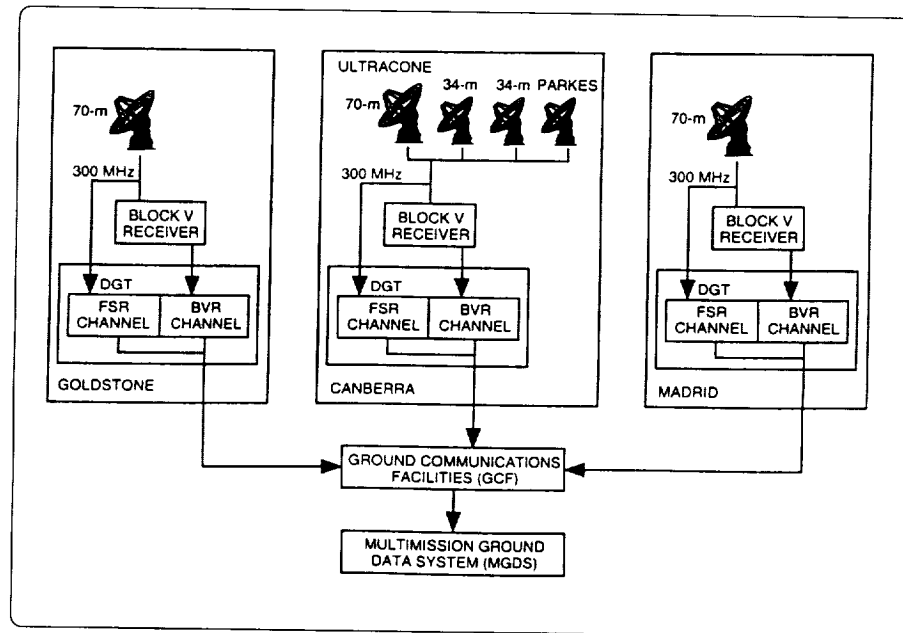 70-m
300 MHz
BLOCK V
RECEIVER
DGT
FSR
CHANNEL
BVR
CHANNEL
GOLDSTONE
ULTRACONE
70-m
34-m
34-m
PARKES
300 MHz
BLOCK V
RECEIVER
DGT
FSR
CHANNEL
BVR
CHANNEL
CANBERRA
70-m
300 MHz
BLOCK V
RECEIVER
DGT
FSR
CHANNEL
BVR
CHANNEL
MADRID
GROUND COMMUNICATIONS
FACILITIES (GCF)
MULTIMISSION GROUND
DATA SYSTEM (MGDS)